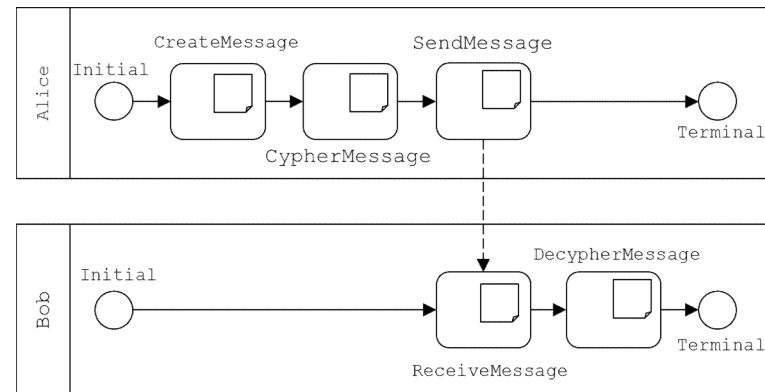 Alice
Initial
CreateMessage
CypherMessage
SendMessage
Terminal
Bob
Initial
ReceiveMessage
DecypherMessage
Terminal